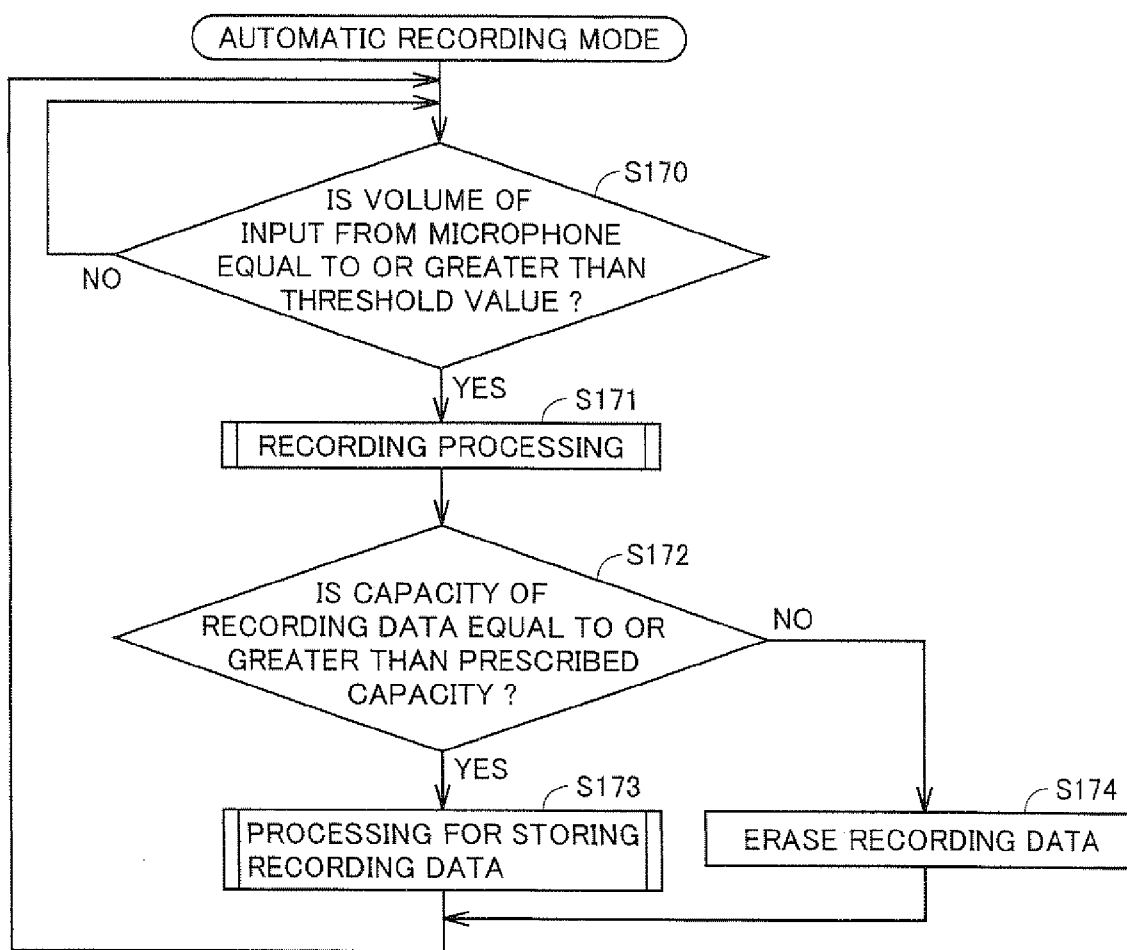 AUTOMATIC RECORDING MODE
S170
IS VOLUME OF
INPUT FROM MICROPHONE
EQUAL TO OR GREATER THAN
THRESHOLD VALUE ?
NO
YES
S171
RECORDING PROCESSING
S172
IS CAPACITY OF
RECORDING DATA EQUAL TO OR
GREATER THAN PRESCRIBED
CAPACITY ?
NO
YES
S173
PROCESSING FOR STORING
RECORDING DATA
S174
ERASE RECORDING DATA